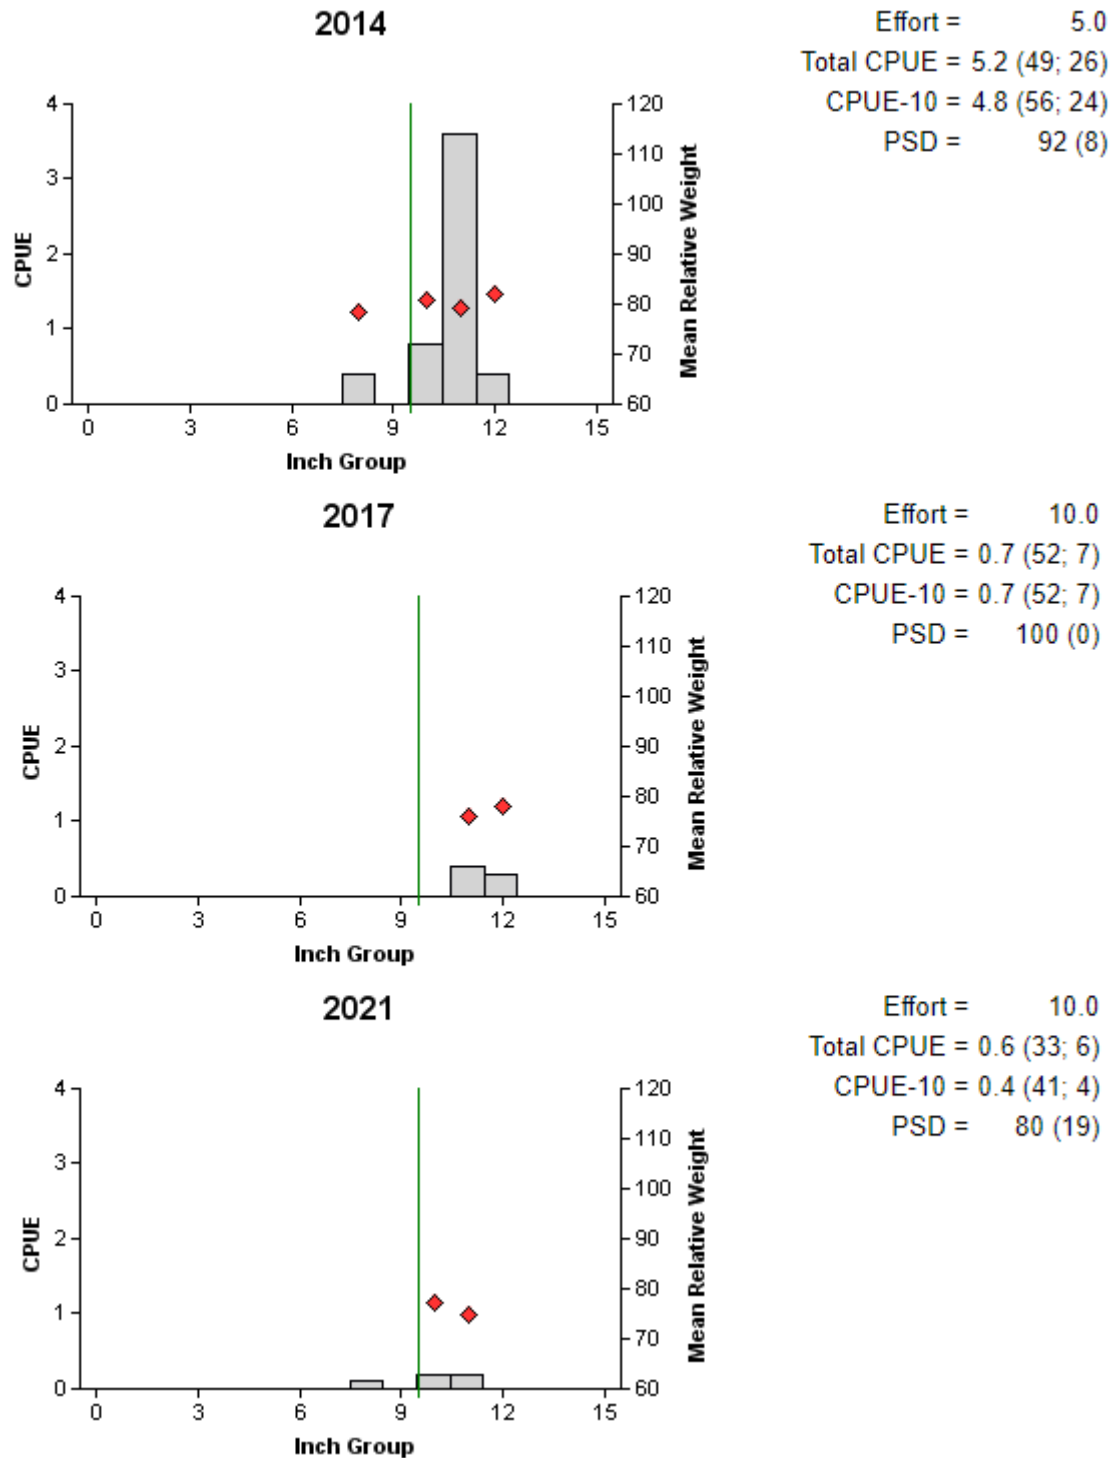 2014
Effort = 5.0
Total CPUE = 5.2 (49; 26)
CPUE-10 = 4.8 (56; 24)
PSD = 92 (8)
4
3
2
1
0
CPUE
120
110
100
90
80
70
60
Mean Relative Weight
0 3 6 9 12 15
Inch Group
2017
Effort = 10.0
Total CPUE = 0.7 (52; 7)
CPUE-10 = 0.7 (52; 7)
PSD = 100 (0)
4
3
2
1
0
CPUE
120
110
100
90
80
70
60
Mean Relative Weight
0 3 6 9 12 15
Inch Group
2021
Effort = 10.0
Total CPUE = 0.6 (33; 6)
CPUE-10 = 0.4 (41; 4)
PSD = 80 (19)
4
3
2
1
0
CPUE
120
110
100
90
80
70
60
Mean Relative Weight
0 3 6 9 12 15
Inch Group